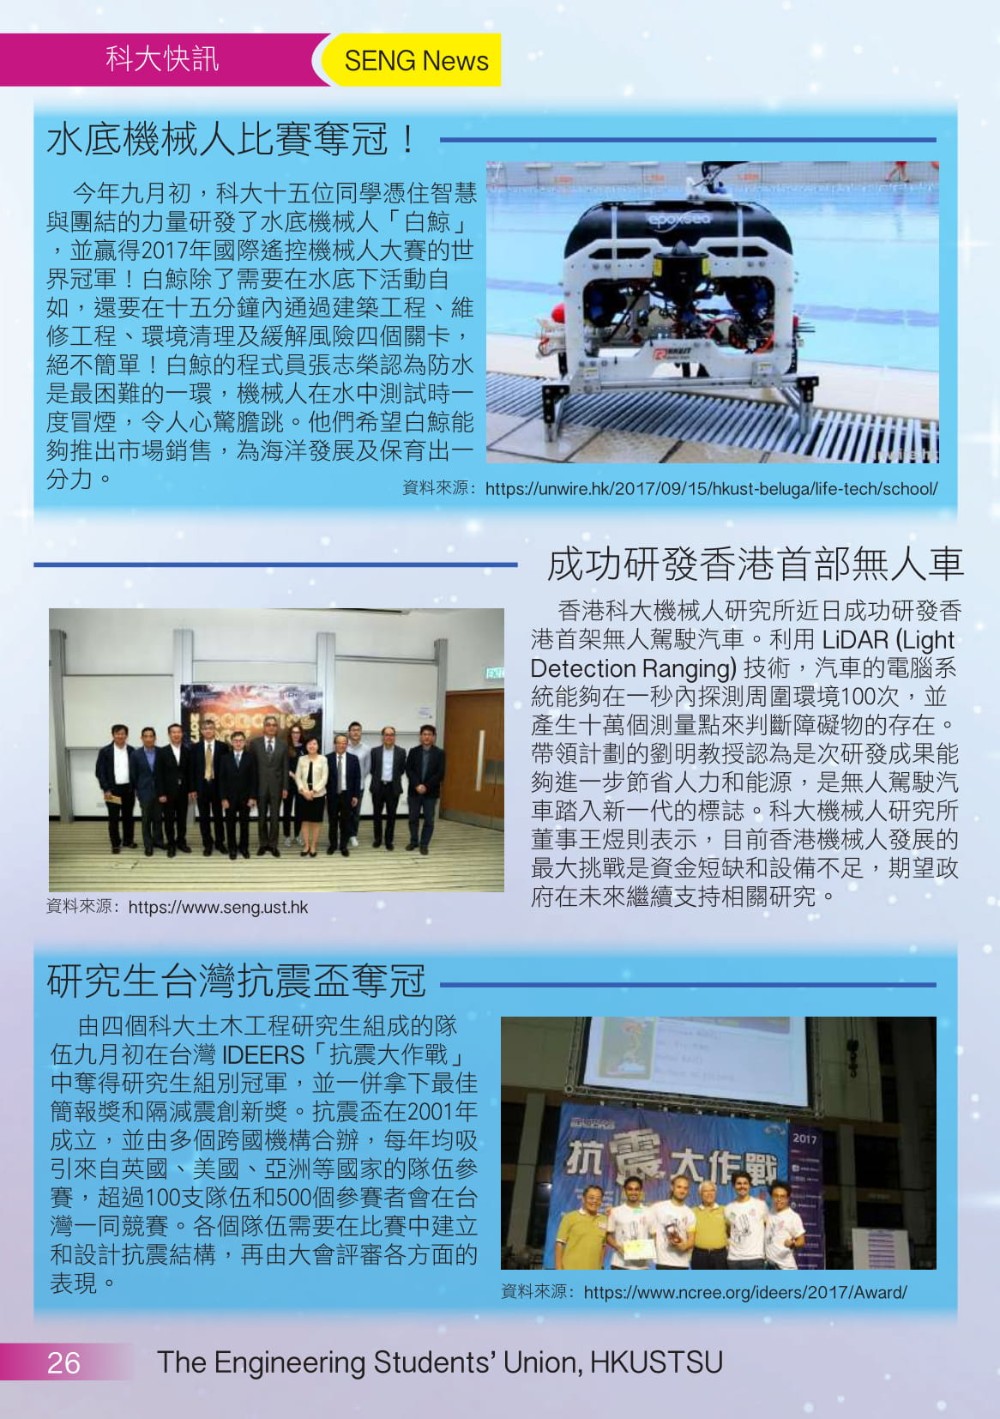 科大快訊
SENG News
水底機械人比賽奪冠！
今年九月初，科大十五位同學憑住智慧
與團結的力量研發了水底機械人「白鯨」
，並贏得2017年國際遙控機械人大賽的世
界冠軍！白鯨除了需要在水底下活動自
如，還要在十五分鐘內通過建築工程、維
修工程、環境清理及緩解風險四個關卡，
絕不簡單！白鯨的程式員張志榮認為防水
是最困難的一環，機械人在水中測試時一
度冒煙，令人心驚膽跳。他們希望白鯨能
夠推出市場銷售，為海洋發展及保育出一
分力。
epoxsea
unwire.hk
資料來源：https://unwire.hk/2017/09/15/hkust-beluga/life-tech/school/
成功研發香港首部無人車
香港科大機械人研究所近日成功研發香
港首架無人駕駛汽車。利用 LiDAR (Light
Detection Ranging) 技術，汽車的電腦系
統能夠在一秒內探測周圍環境100次，並
產生十萬個測量點來判斷障礙物的存在。
帶領計劃的劉明教授認為是次研發成果能
夠進一步節省人力和能源，是無人駕駛汽
車踏入新一代的標誌。科大機械人研究所
董事王煜則表示，目前香港機械人發展的
最大挑戰是資金短缺和設備不足，期望政
府在未來繼續支持相關研究。
資料來源：https://www.seng.ust.hk
研究生台灣抗震盃奪冠
由四個科大土木工程研究生組成的隊
伍九月初在台灣 IDEERS「抗震大作戰」
中奪得研究生組別冠軍，並一併拿下最佳
簡報獎和隔減震創新獎。抗震盃在2001年
成立，並由多個跨國機構合辦，每年均吸
引來自英國、美國、亞洲等國家的隊伍參
賽，超過100支隊伍和500個參賽者會在台
灣一同競賽。各個隊伍需要在比賽中建立
和設計抗震結構，再由大會評審各方面的
表現。
2017
抗震大作戰
資料來源：https://www.ncree.org/ideers/2017/Award/
26
The Engineering Students’ Union, HKUSTSU